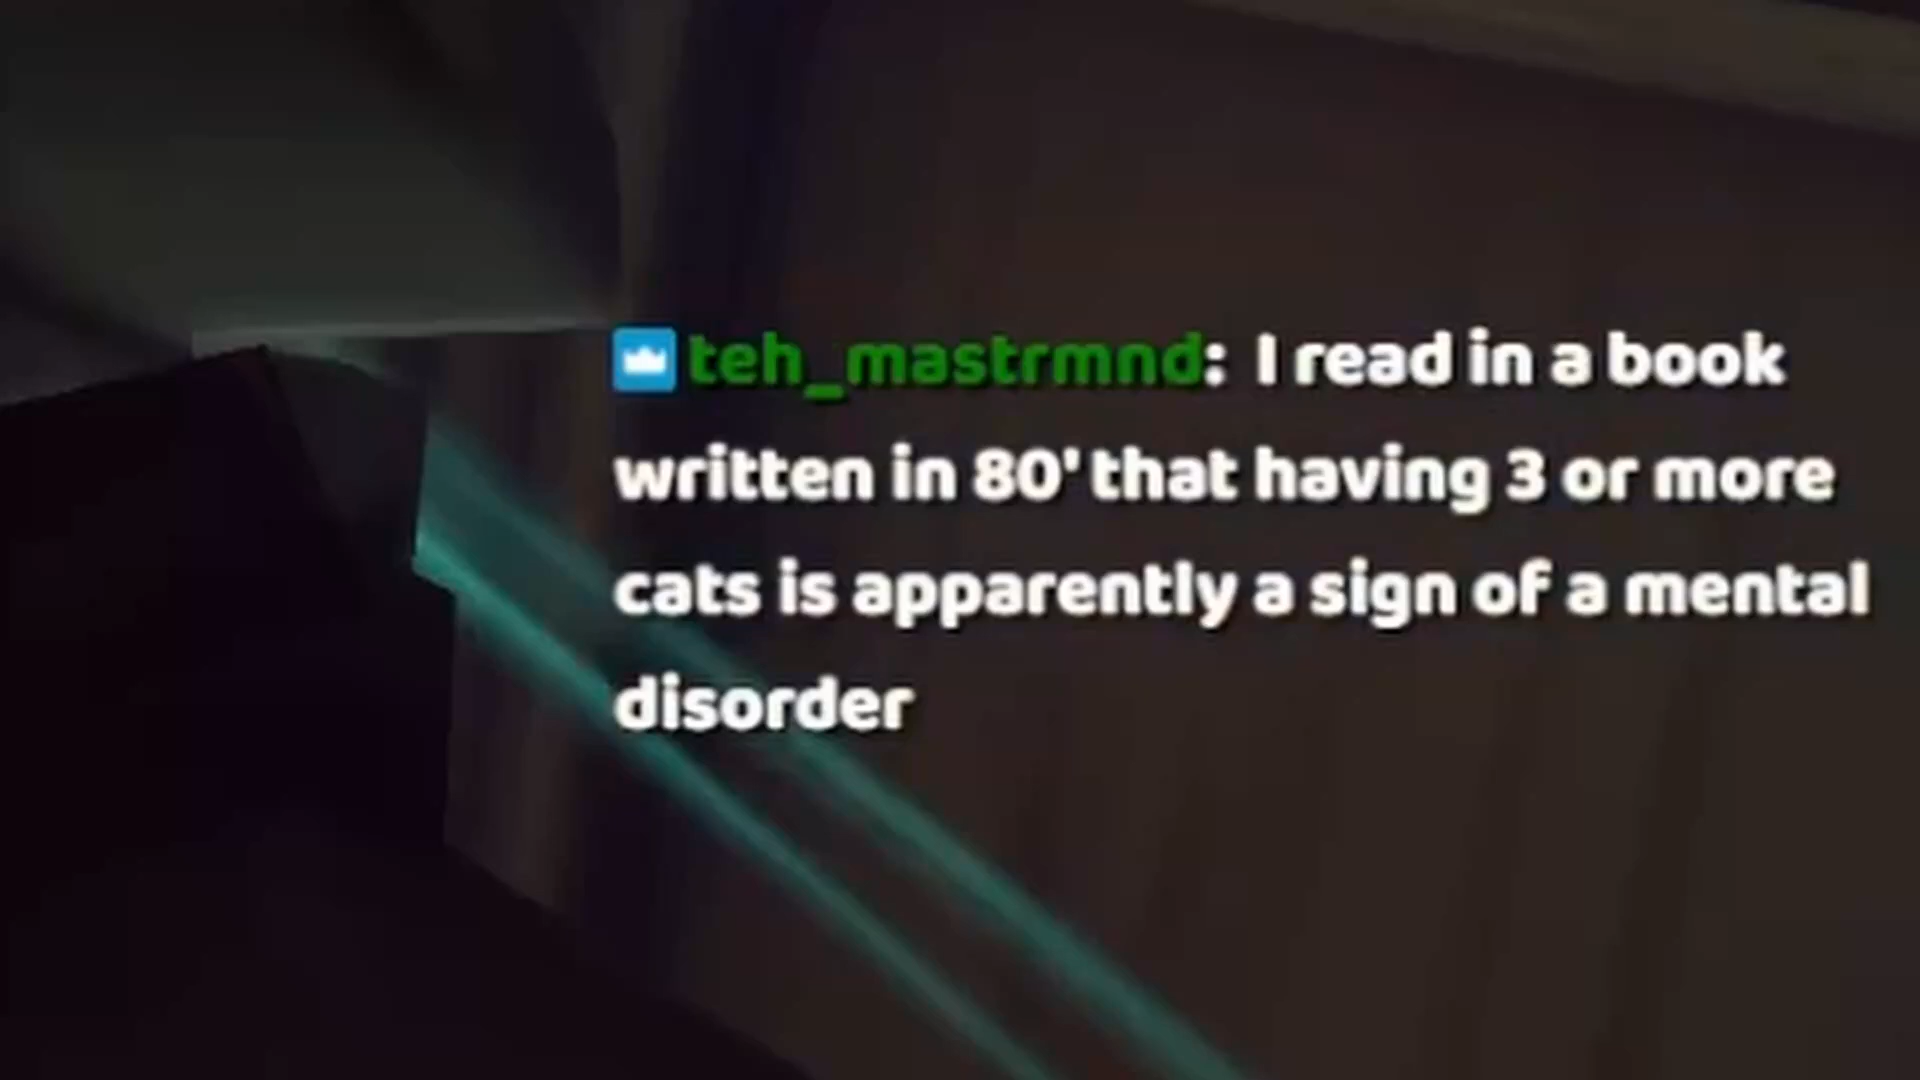 teh_mastrmnd: I read in a book
written in 80' that having 3 or more
cats is apparently a sign of a mental
disorder